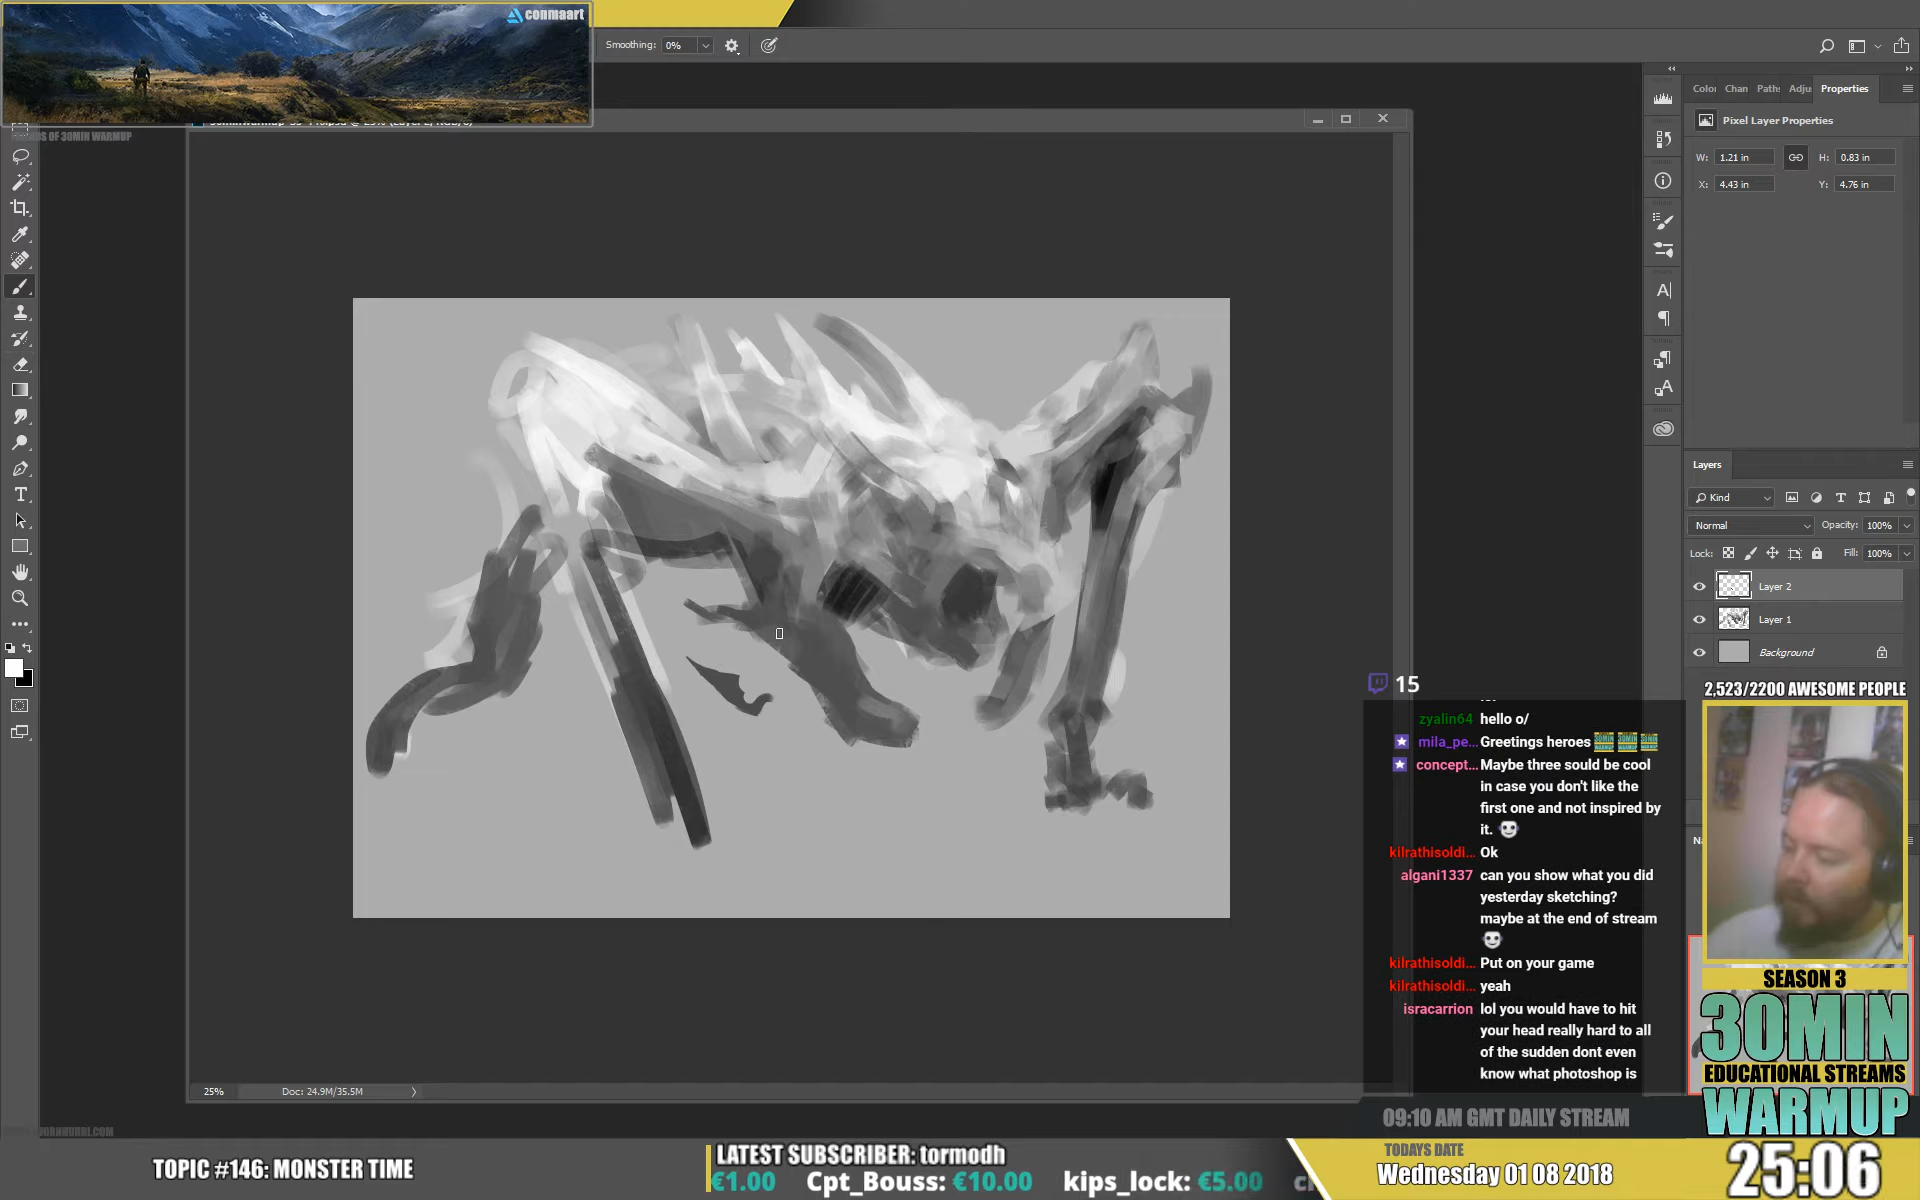 conmaart
Smoothing: 0%
OF 30MIN WARMUP
Color Chan Paths Adju Properties
Pixel Layer Properties
W: 1.21 in H: 0.83 in
X: 4.43 in Y: 4.76 in
Layers
Kind
Normal Opacity: 100%
Lock: Fill: 100%
Layer 2
Layer 1
Background
2,523/2200 AWESOME PEOPLE
15
zyalin64 hello o/
mila_pe... Greetings heroes
concept... Maybe three sould be cool
in case you don't like the
first one and not inspired by
it.
kilrathisoldi... Ok
algani1337 can you show what you did
yesterday sketching?
maybe at the end of stream
kilrathisoldi... Put on your game
kilrathisoldi... yeah
isracarrion lol you would have to hit
your head really hard to all
of the sudden dont even
know what photoshop is
SEASON 3
30MIN
EDUCATIONAL STREAMS
WARMUP
25% Doc: 24.9M/35.5M
09:10 AM GMT DAILY STREAM
TOPIC #146: MONSTER TIME
LATEST SUBSCRIBER: tormodh
€1.00 Cpt_Bouss: €10.00 kips_lock: €5.00
TODAYS DATE
Wednesday 01 08 2018
25:06